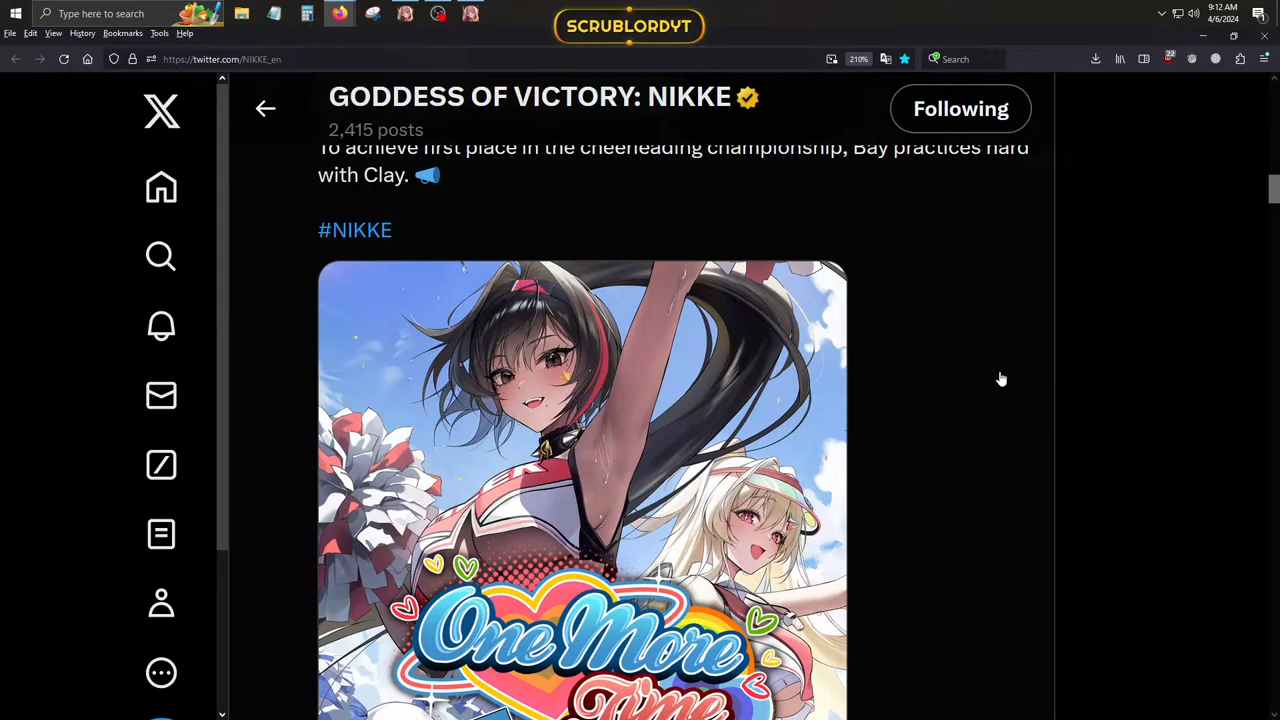 Type here to search
SCRUBLORDYT
9:12 AM
4/6/2024
1
File Edit View History Bookmarks Tools Help
https://twitter.com/NIKKE_en
210%
Search
22
GODDESS OF VICTORY: NIKKE
2,415 posts
Following
To achieve first place in the cheerleading championship, Bay practices hard
with Clay.
#NIKKE
One More
Time